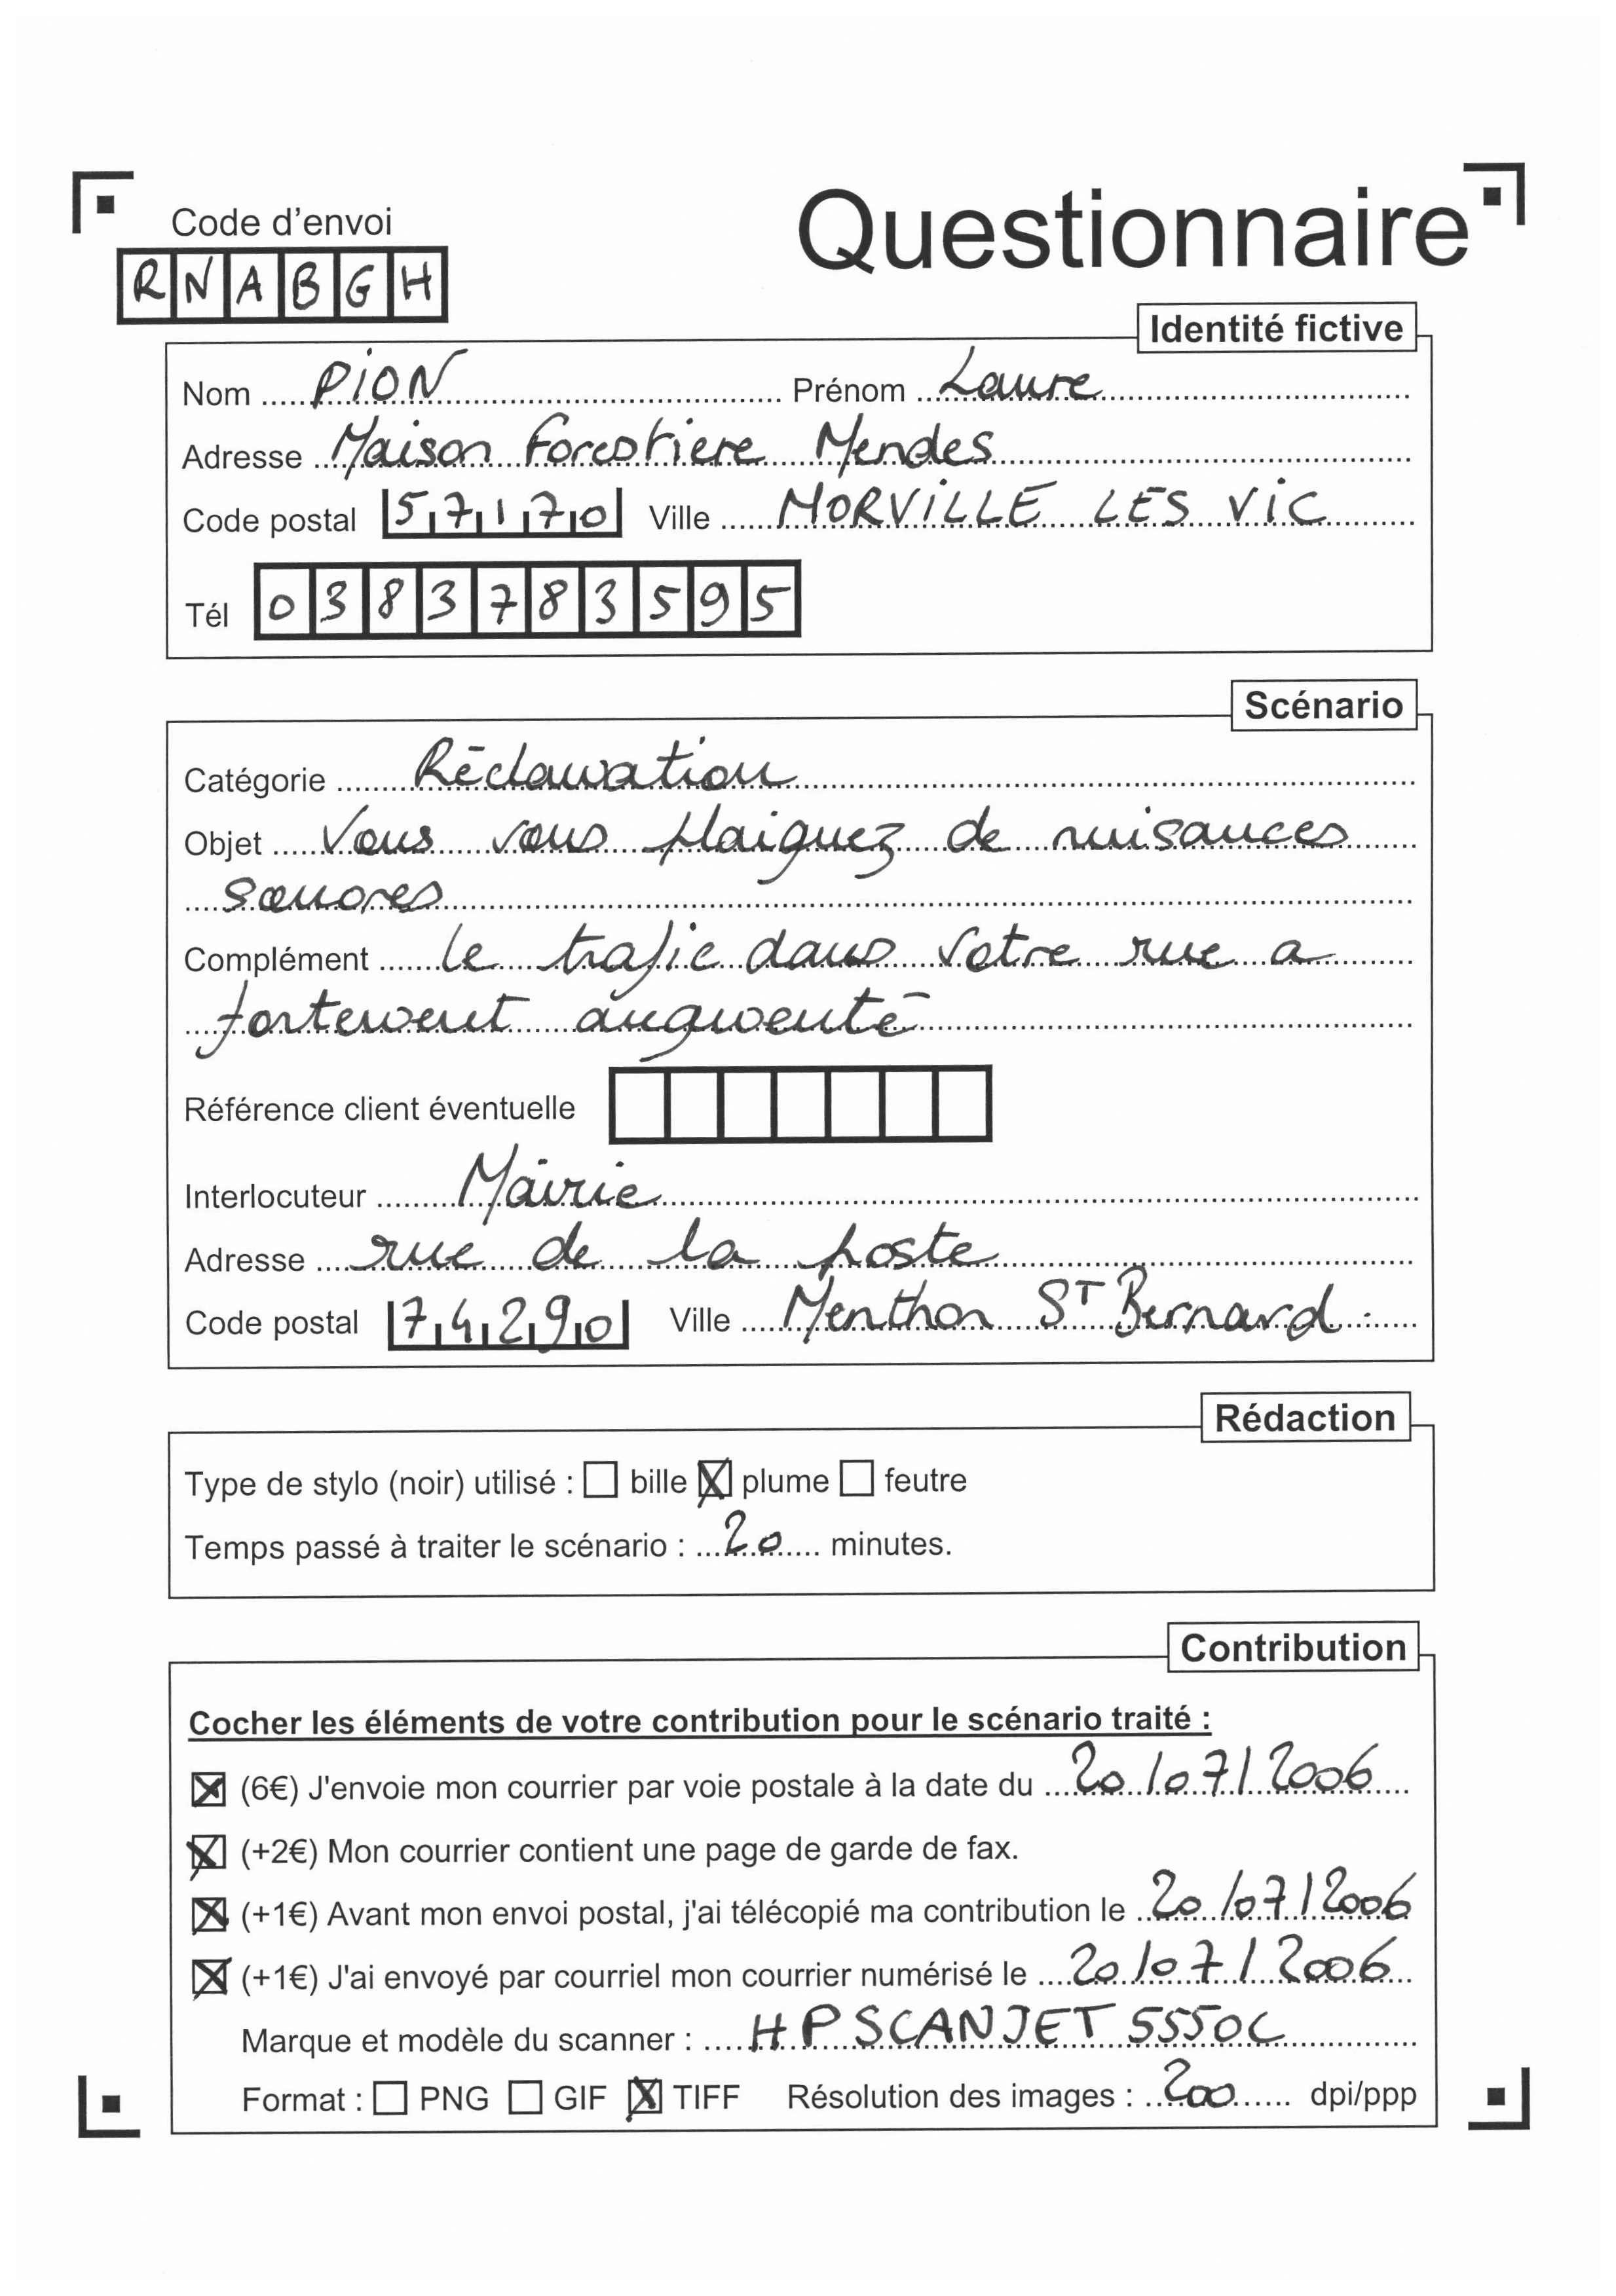 Code d'envoi
Questionnaire
RNABGH
Identité fictive
Nom PION Prénom Laure
Adresse Maison Forestiere Mendes
Code postal 57170 Ville MORVILLE LES VIC
Tél 0383783595
Scénario
Catégorie Réclamation
Objet Vous vous plaignez de nuisances
sonores
Complément le trafic dans votre rue a
fortement augmenté
Référence client éventuelle
Interlocuteur Mairie
Adresse rue de la poste
Code postal 74290 Ville Menthon ST Bernard.
Rédaction
Type de stylo (noir) utilisé : ☐ bille ☒ plume ☐ feutre
Temps passé à traiter le scénario : 20 minutes.
Contribution
Cocher les éléments de votre contribution pour le scénario traité :
☒ (6€) J'envoie mon courrier par voie postale à la date du 20/07/2006
☒ (+2€) Mon courrier contient une page de garde de fax.
☒ (+1€) Avant mon envoi postal, j'ai télécopié ma contribution le 20/07/2006
☒ (+1€) J'ai envoyé par courriel mon courrier numérisé le 20/07/2006
Marque et modèle du scanner : HP SCANJET 5550C
Format : ☐ PNG ☐ GIF ☒ TIFF Résolution des images : 200 dpi/ppp